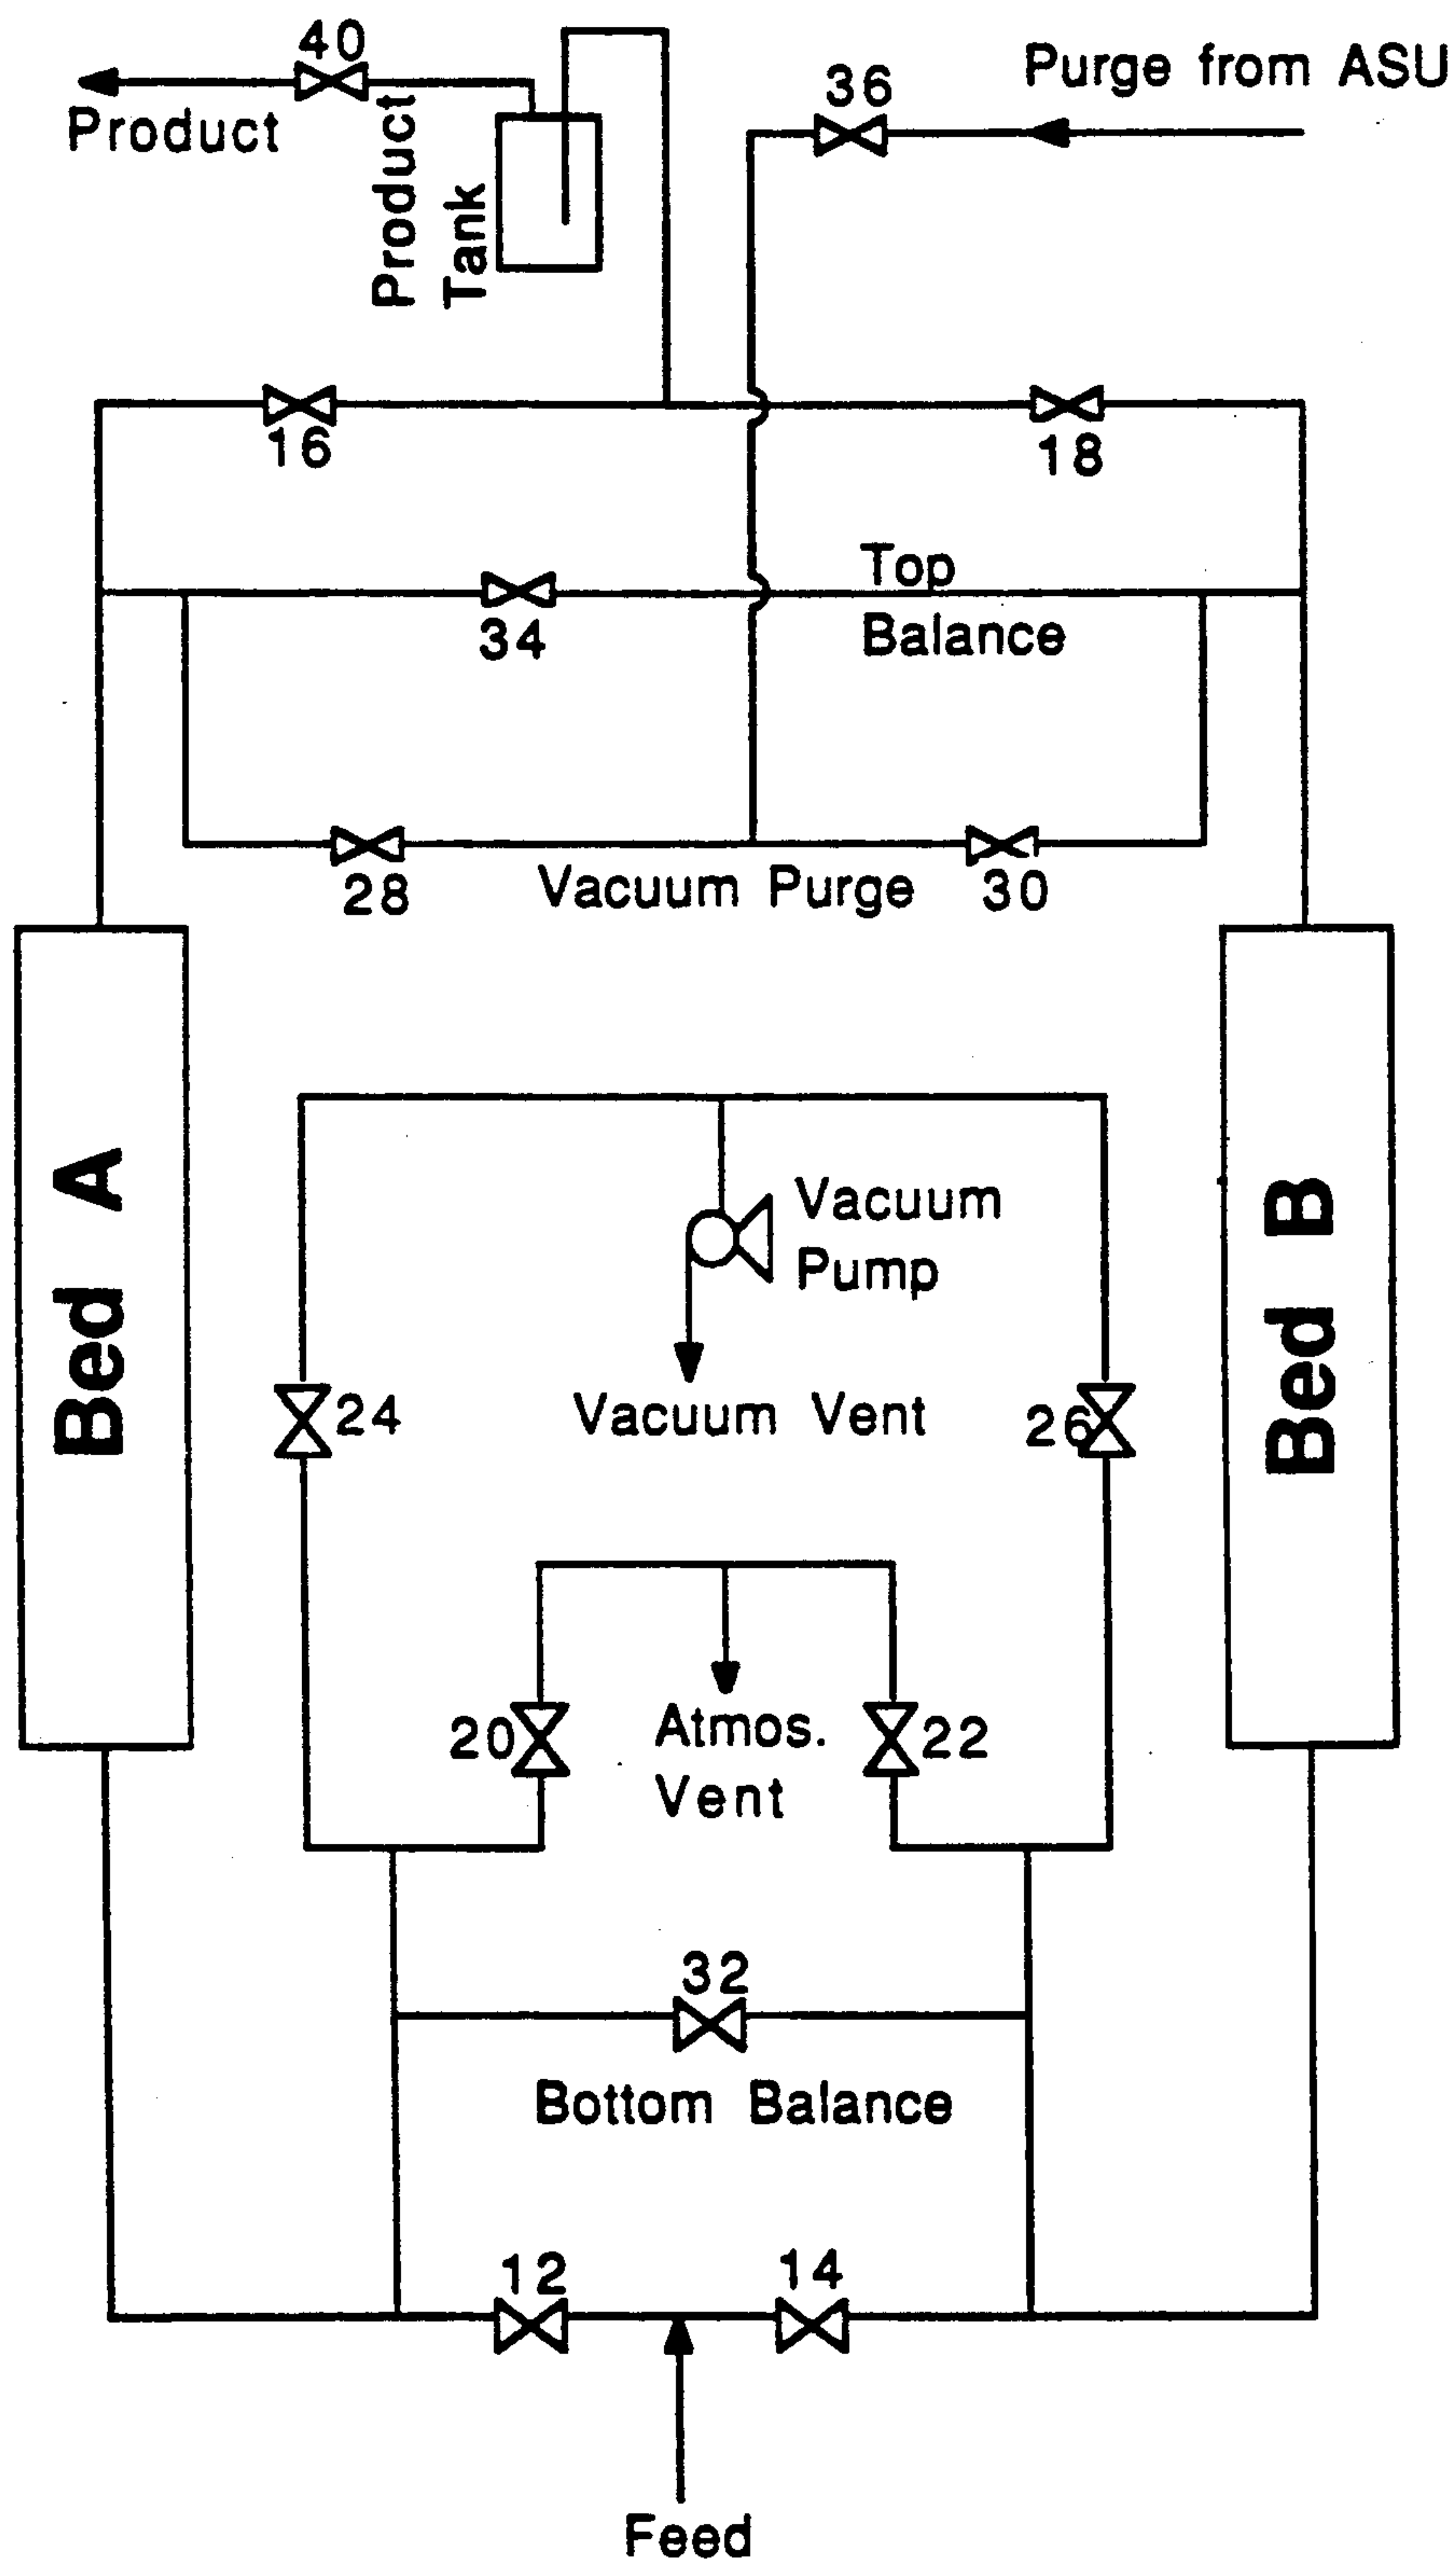 40
Purge from ASU
36
Product
Product
Tank
16
18
Top
Balance
34
28
Vacuum Purge
30
Bed A
Bed B
Vacuum
Pump
24
Vacuum Vent
26
20
Atmos.
Vent
22
32
Bottom Balance
12
14
Feed